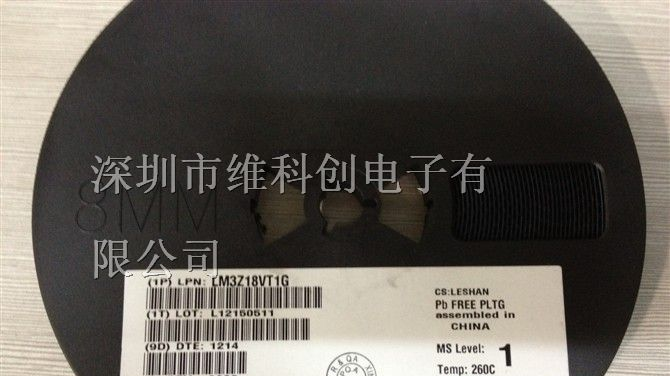 深圳市维科创电子有
限公司
8MM
(1P) LPN: LM3Z18VT1G
(1T) LOT: L12150511
(9D) DTE: 1214
CS:LESHAN
Pb FREE PLTG
assembled in
CHINA
MS Level: 1
Temp: 260C
R & QA